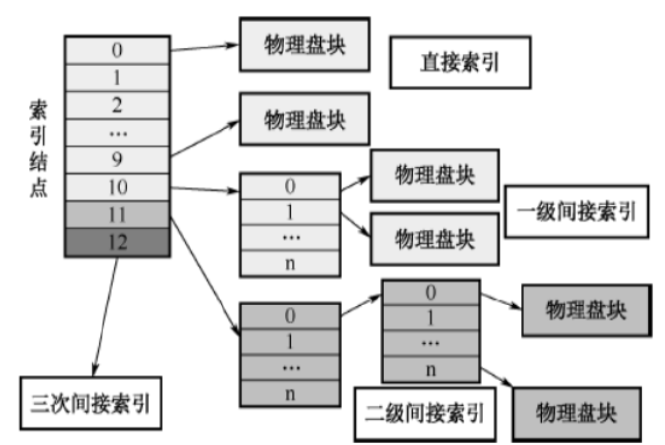 索引结点
0
1
2
...
9
10
11
12
物理盘块
直接索引
物理盘块
0
1
...
n
物理盘块
物理盘块
一级间接索引
0
1
...
n
0
1
...
n
物理盘块
物理盘块
二级间接索引
三次间接索引